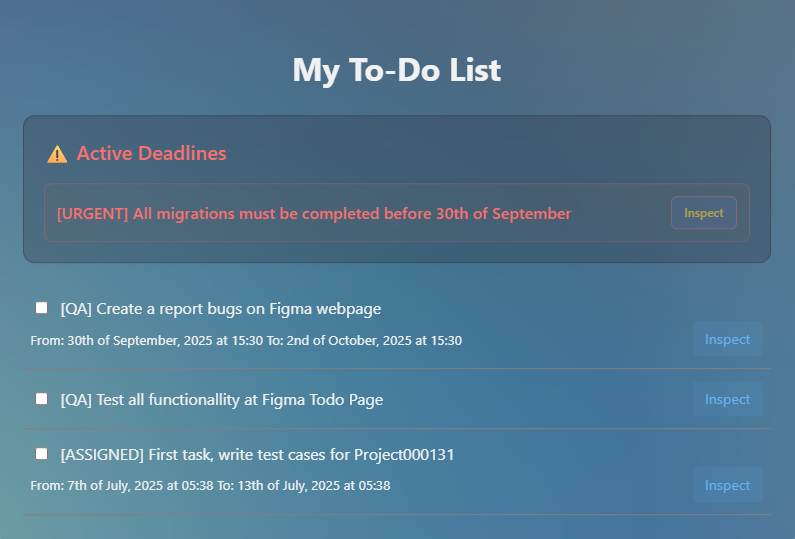 My To-Do List
Active Deadlines
[URGENT] All migrations must be completed before 30th of September
Inspect
[QA] Create a report bugs on Figma webpage
From: 30th of September, 2025 at 15:30 To: 2nd of October, 2025 at 15:30
Inspect
[QA] Test all functionallity at Figma Todo Page
Inspect
[ASSIGNED] First task, write test cases for Project000131
From: 7th of July, 2025 at 05:38 To: 13th of July, 2025 at 05:38
Inspect